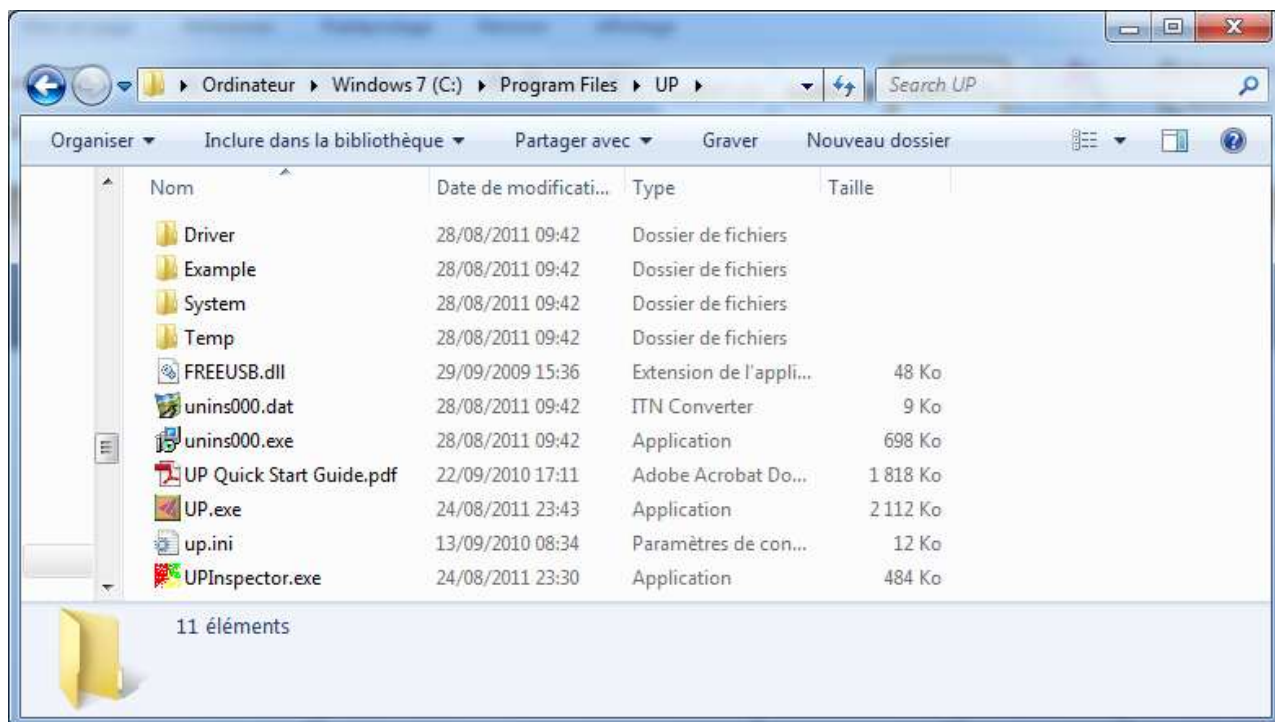 Ordinateur Windows 7 (C:) Program Files UP Search UP
Organiser Inclure dans la bibliothèque Partager avec Graver Nouveau dossier
Nom Date de modificati... Type Taille
Driver 28/08/2011 09:42 Dossier de fichiers
Example 28/08/2011 09:42 Dossier de fichiers
System 28/08/2011 09:42 Dossier de fichiers
Temp 28/08/2011 09:42 Dossier de fichiers
FREEUSB.dll 29/09/2009 15:36 Extension de l'appli... 48 Ko
unins000.dat 28/08/2011 09:42 ITN Converter 9 Ko
unins000.exe 28/08/2011 09:42 Application 698 Ko
UP Quick Start Guide.pdf 22/09/2010 17:11 Adobe Acrobat Do... 1 818 Ko
UP.exe 24/08/2011 23:43 Application 2 112 Ko
up.ini 13/09/2010 08:34 Paramètres de con... 12 Ko
UPInspector.exe 24/08/2011 23:30 Application 484 Ko
11 éléments